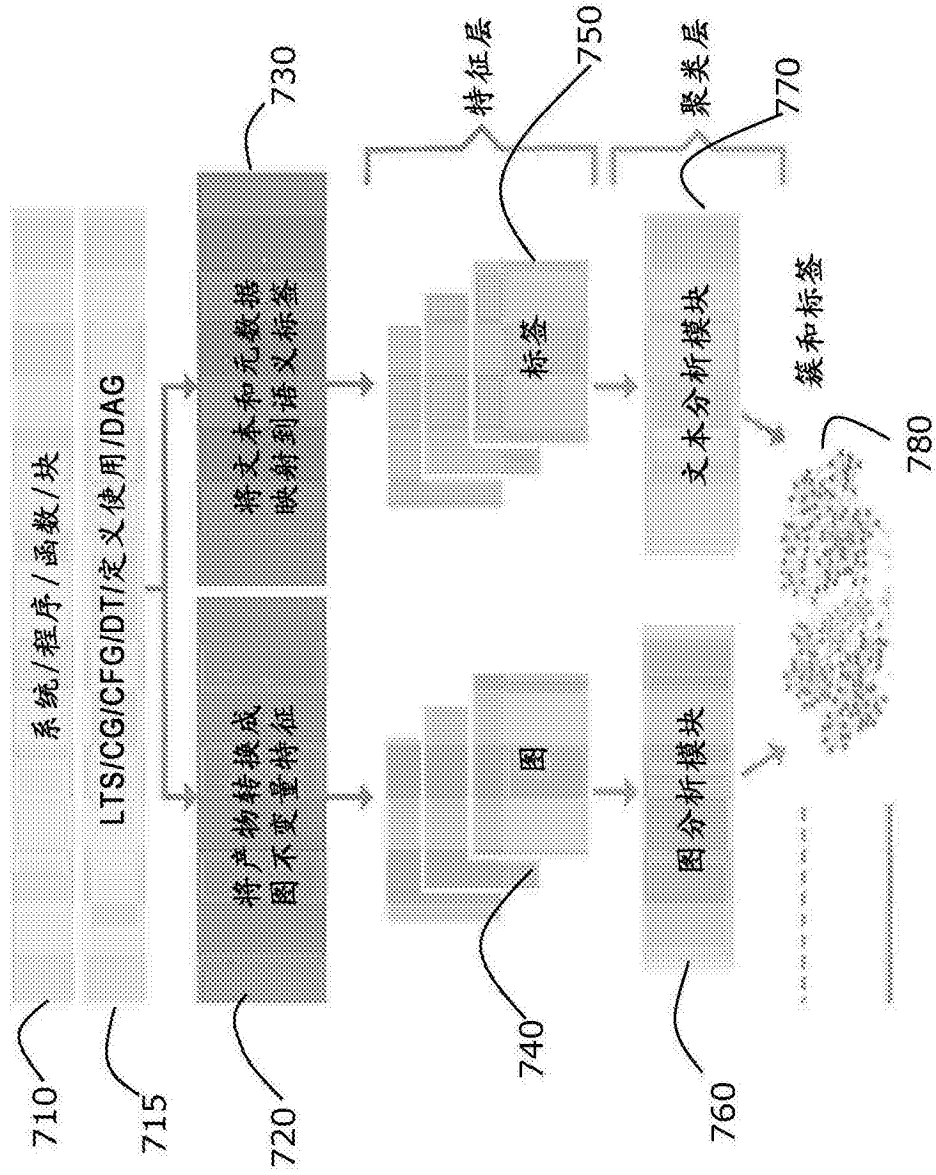 710
系统/程序/函数/块
715
LTS/CG/CFG/DT/定义使用/DAG
720
将产物转换成
图不变量特征
将文本和元数据
映射到语义标签
730
740
图
标签
750
特征层
760
图分析模块
文本分析模块
770
聚类层
簇和标签
780